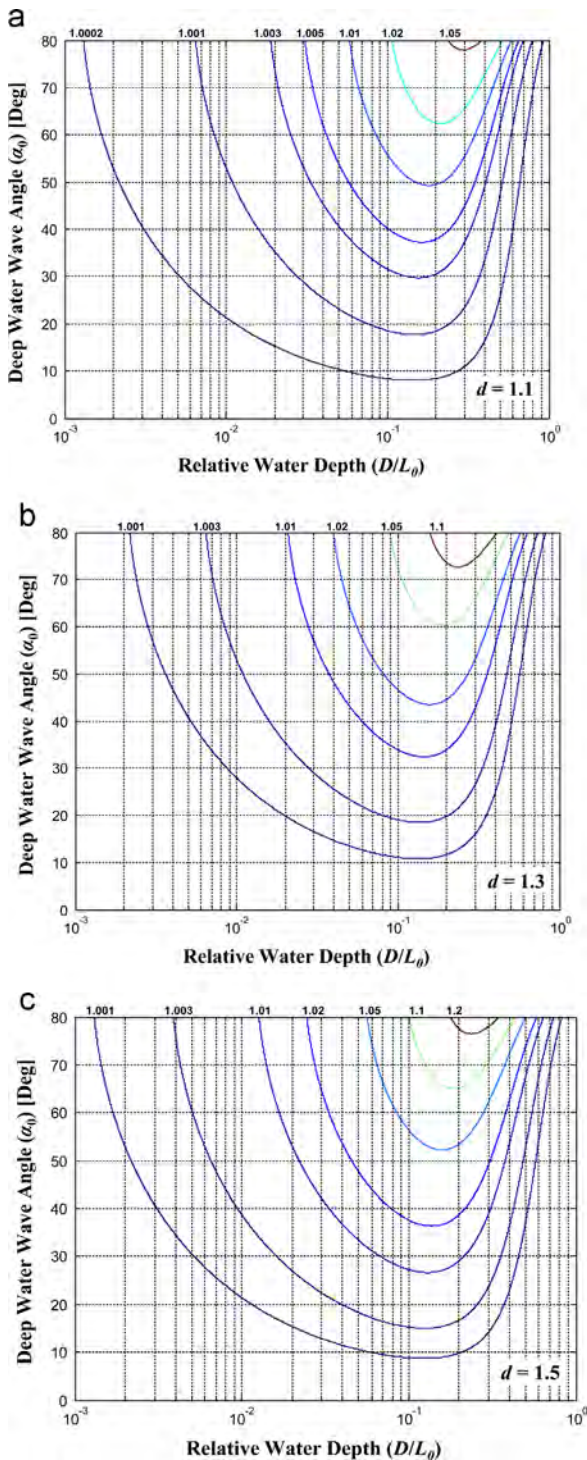 a
1.0002 1.001 1.003 1.005 1.01 1.02 1.05
80
70
60
50
40
30
20
10
0
Deep Water Wave Angle (α₀) [Deg]
d = 1.1
10⁻³ 10⁻² 10⁻¹ 10⁰
Relative Water Depth (D/L₀)
b
1.001 1.003 1.01 1.02 1.05 1.1
80
70
60
50
40
30
20
10
0
Deep Water Wave Angle (α₀) [Deg]
d = 1.3
10⁻³ 10⁻² 10⁻¹ 10⁰
Relative Water Depth (D/L₀)
c
1.001 1.003 1.01 1.02 1.05 1.1 1.2
80
70
60
50
40
30
20
10
0
Deep Water Wave Angle (α₀) [Deg]
d = 1.5
10⁻³ 10⁻² 10⁻¹ 10⁰
Relative Water Depth (D/L₀)